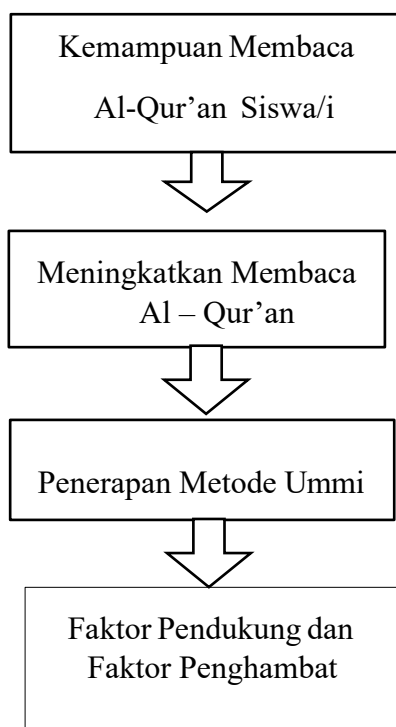 Kemampuan Membaca
Al-Qur’an Siswa/i
Meningkatkan Membaca
Al – Qur’an
Penerapan Metode Ummi
Faktor Pendukung dan
Faktor Penghambat